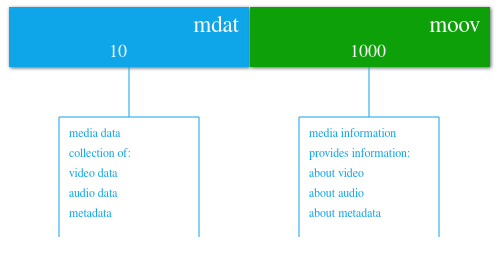 mdat
10
moov
1000
media data
collection of:
video data
audio data
metadata
media information
provides information:
about video
about audio
about metadata